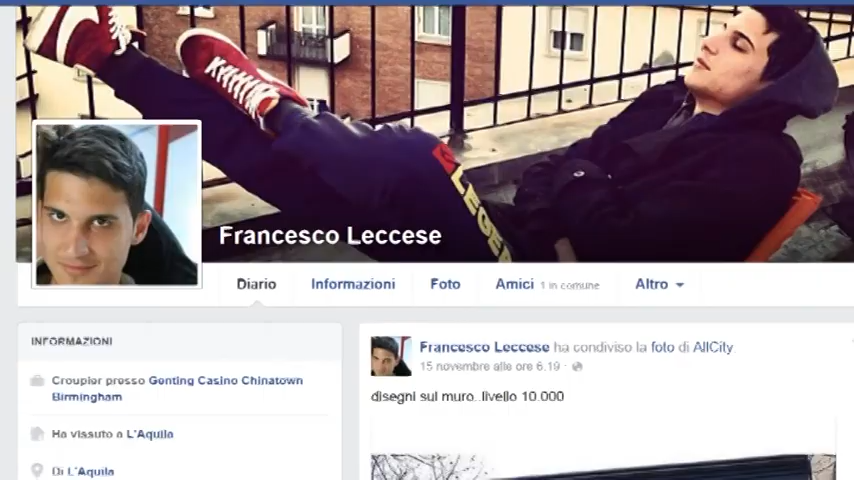 LEGEA
Francesco Leccese
Diario Informazioni Foto Amici 1 in comune Altro
INFORMAZIONI
Croupier presso Genting Casino Chinatown
Birmingham
Ha vissuto a L'Aquila
Di L'Aquila
Francesco Leccese ha condiviso la foto di AllCity
15 novembre alle ore 6.19
disegni sul muro..livello 10.000